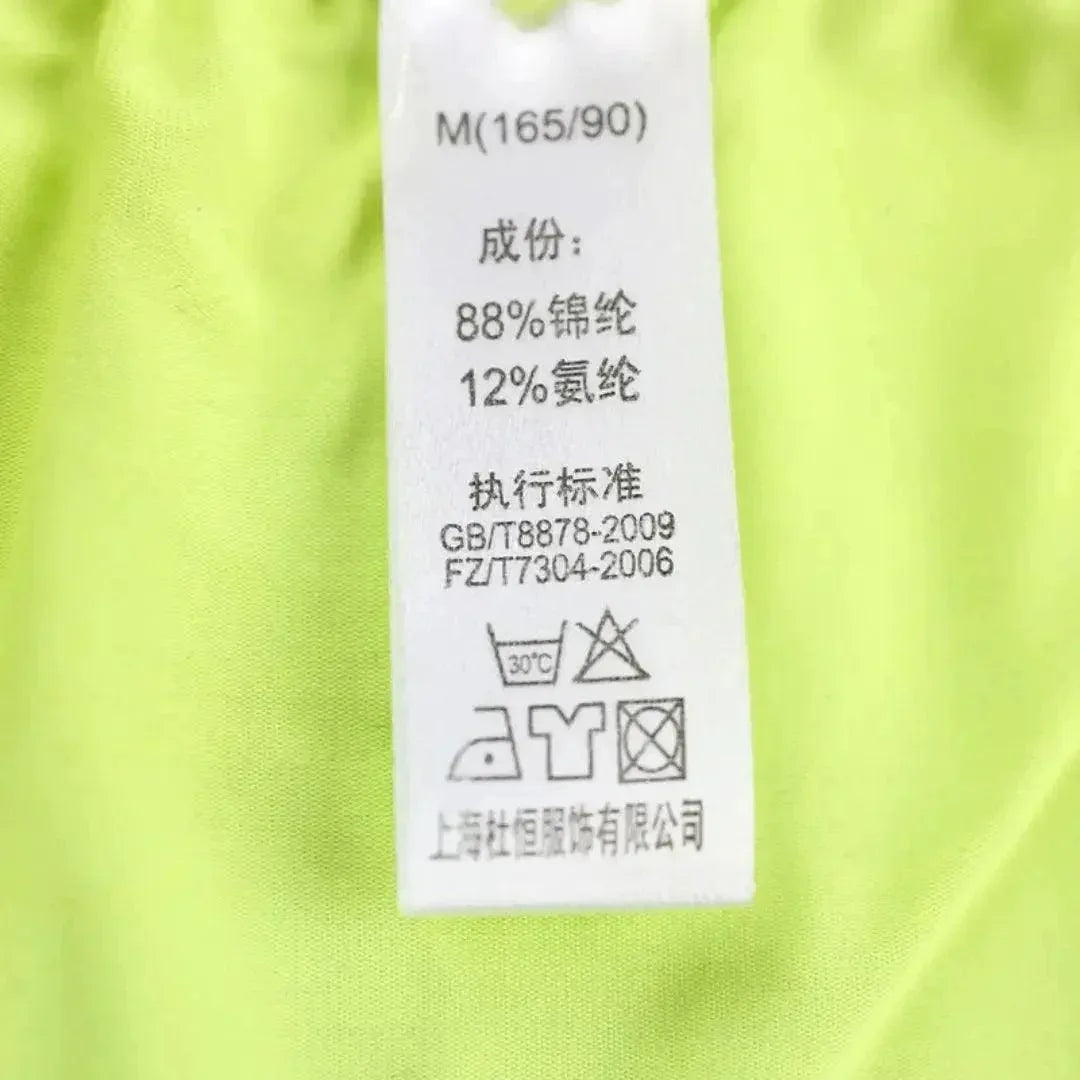 M(165/90)
成份：
88%锦纶
12%氨纶
执行标准
GB/T8878-2009
FZ/T7304-2006
30℃
上海杜恒服饰有限公司